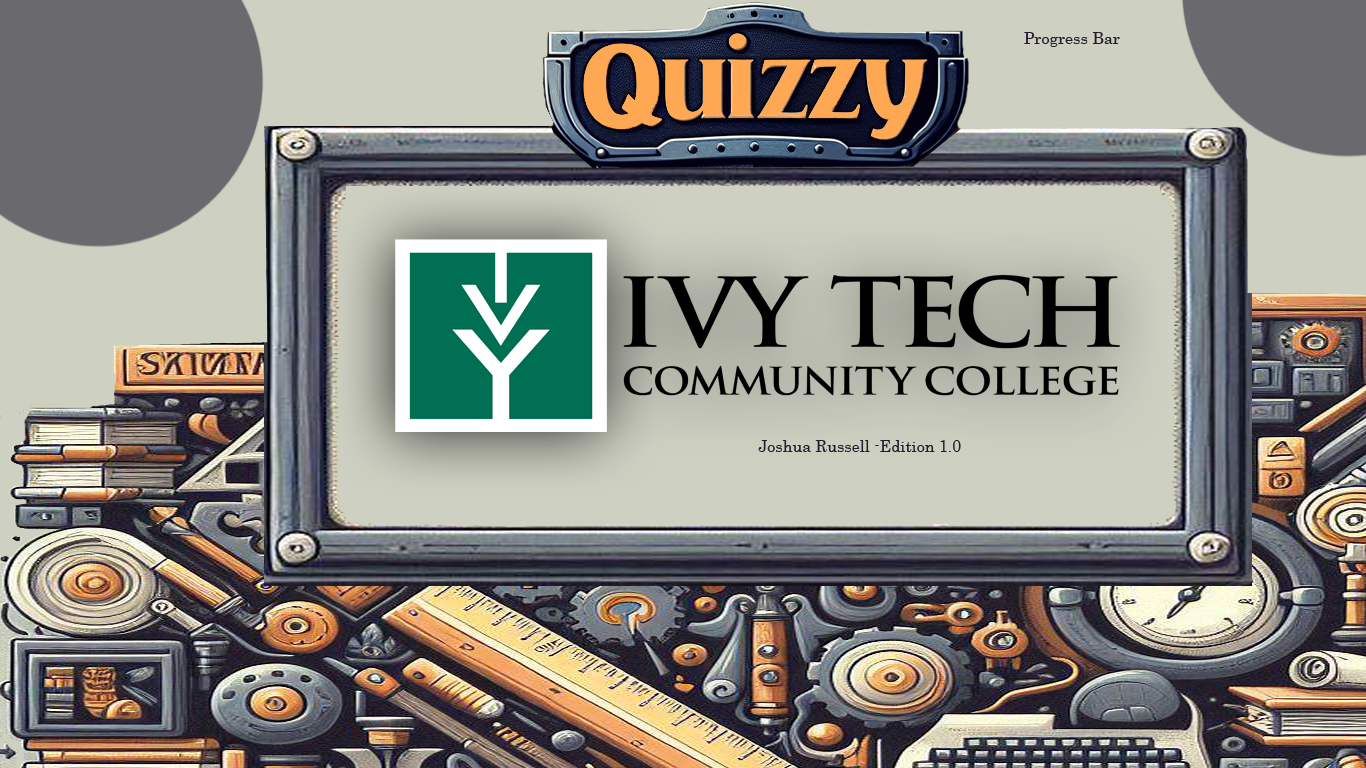 Quizzy
Progress Bar
IVY TECH
COMMUNITY COLLEGE
Joshua Russell -Edition 1.0